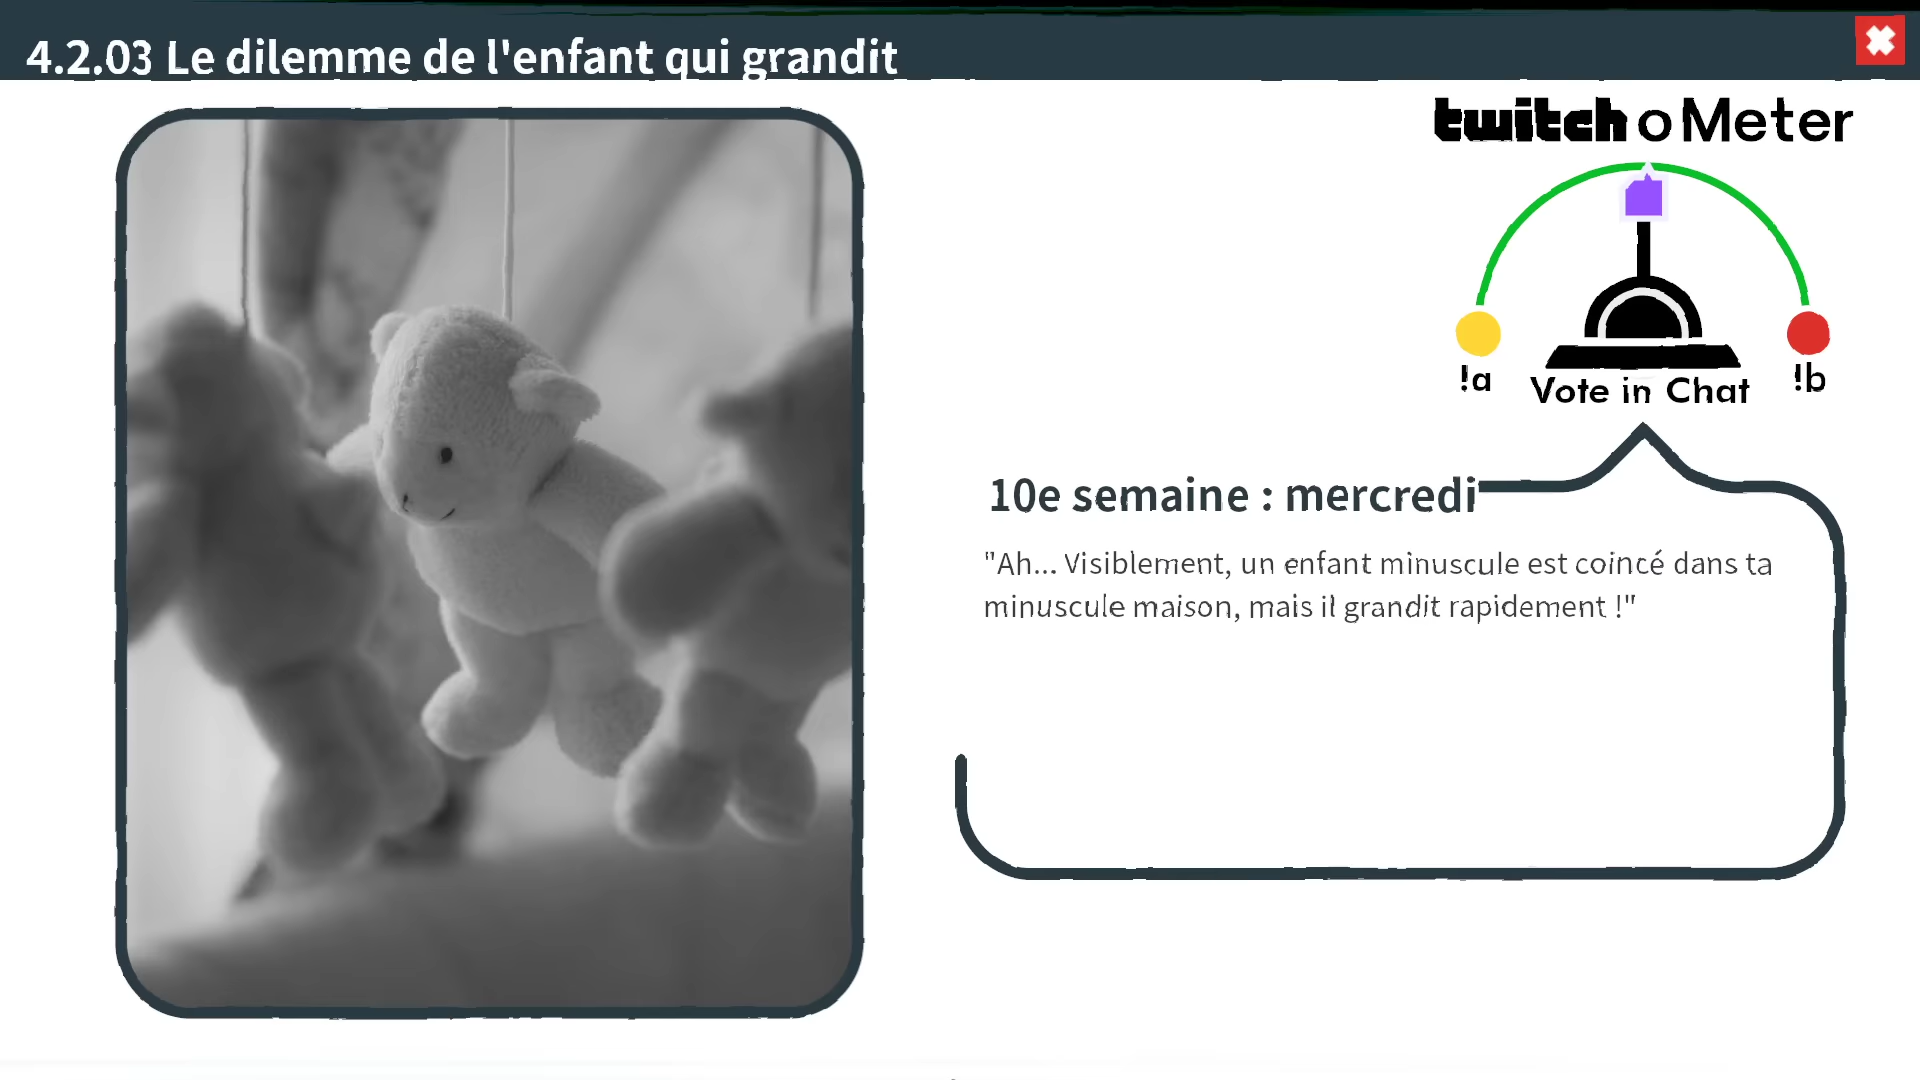 4.2.03 Le dilemme de l'enfant qui grandit
twitch o Meter
!a
Vote in Chat
!b
10e semaine : mercredi
"Ah... Visiblement, un enfant minuscule est coincé dans ta
minuscule maison, mais il grandit rapidement !"